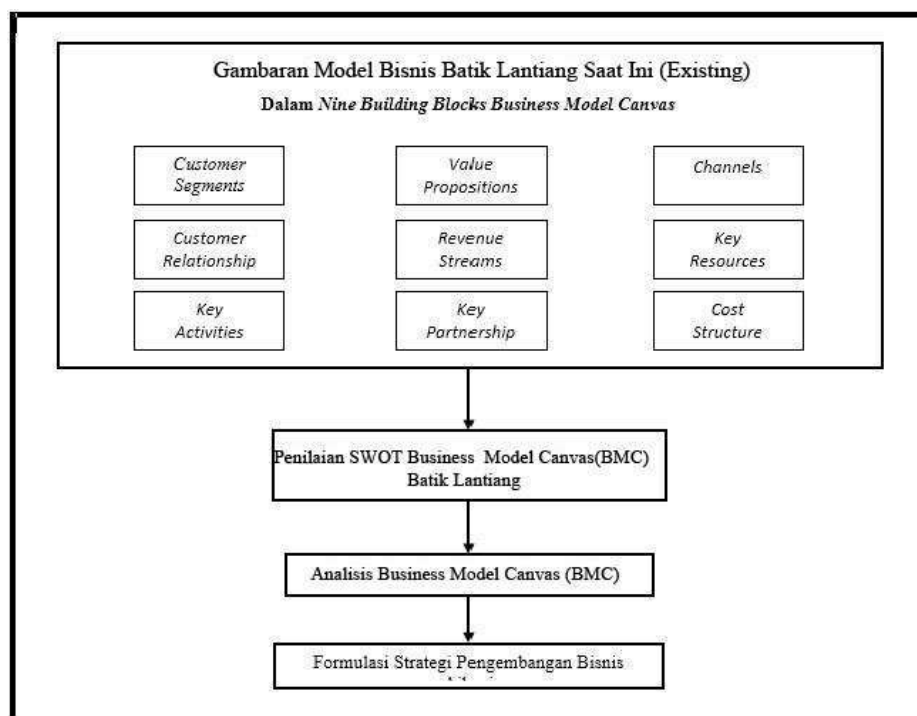 Gambaran Model Bisnis Batik Lantiang Saat Ini (Existing)
Dalam Nine Building Blocks Business Model Canvas
Customer
Segments
Value
Propositions
Channels
Customer
Relationship
Revenue
Streams
Key
Resources
Key
Activities
Key
Partnership
Cost
Structure
Penilaian SWOT Business Model Canvas(BMC)
Batik Lantiang
Analisis Business Model Canvas (BMC)
Formulasi Strategi Pengembangan Bisnis